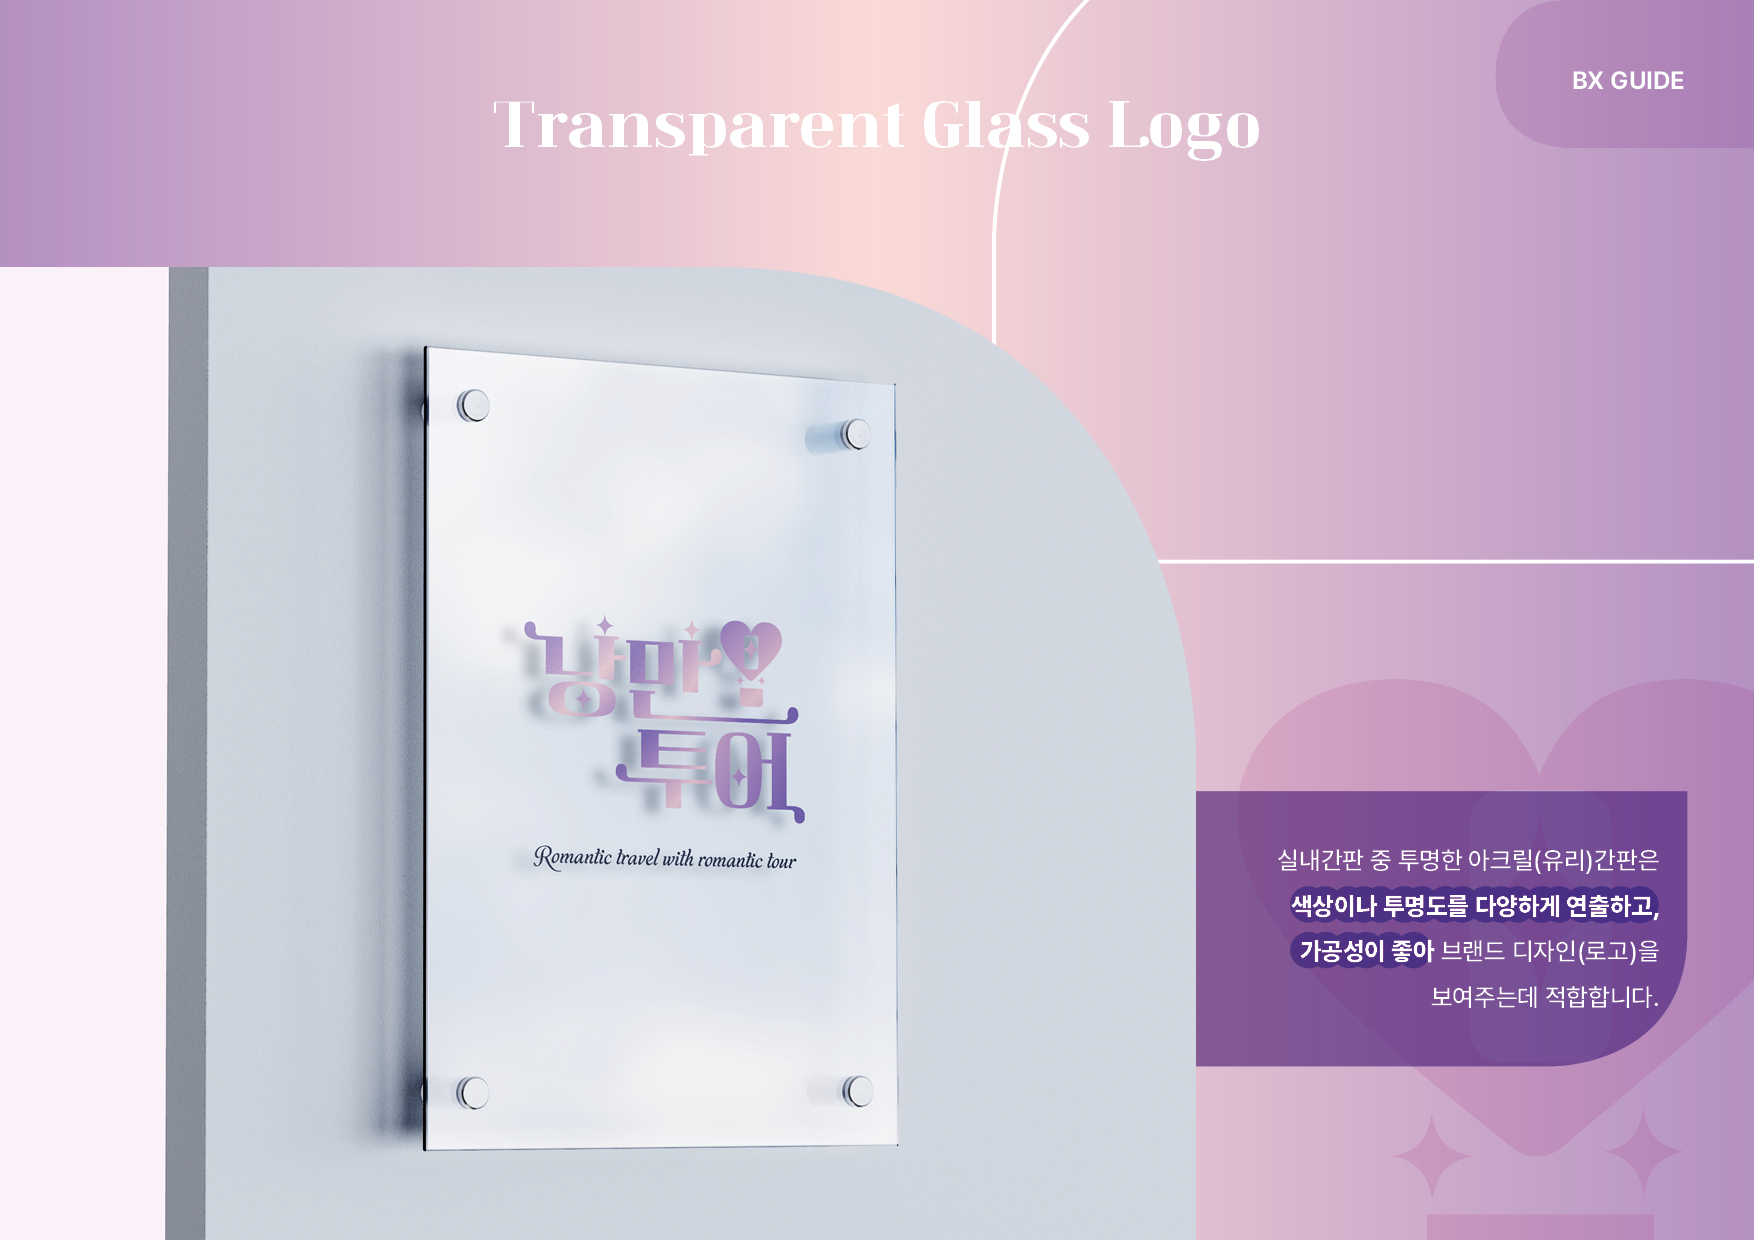 BX GUIDE
Transparent Glass Logo
낭만
투어
Romantic travel with romantic tour
실내간판 중 투명한 아크릴(유리)간판은
색상이나 투명도를 다양하게 연출하고,
가공성이 좋아 브랜드 디자인(로고)을
보여주는데 적합합니다.